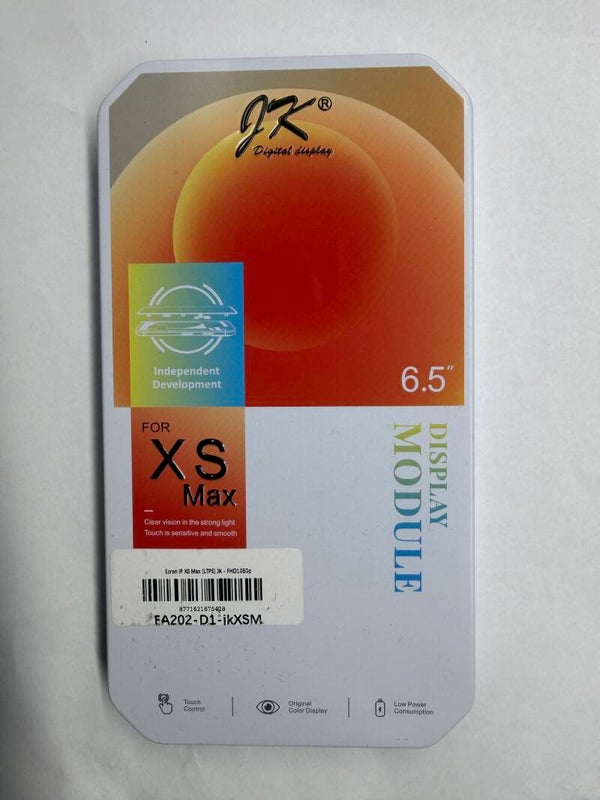 JK®
Digital display
Independent
Development
6.5"
FOR
XS
Max
Clear vision in the strong light
Touch is sensitive and smooth
DISPLAY
MODULE
Ecran iP XS Max (LTPS) JK - FHD1080p
8771621675428
EA202-D1-jkXSM
Touch
Control
Original
Color Display
Low Power
Consumption